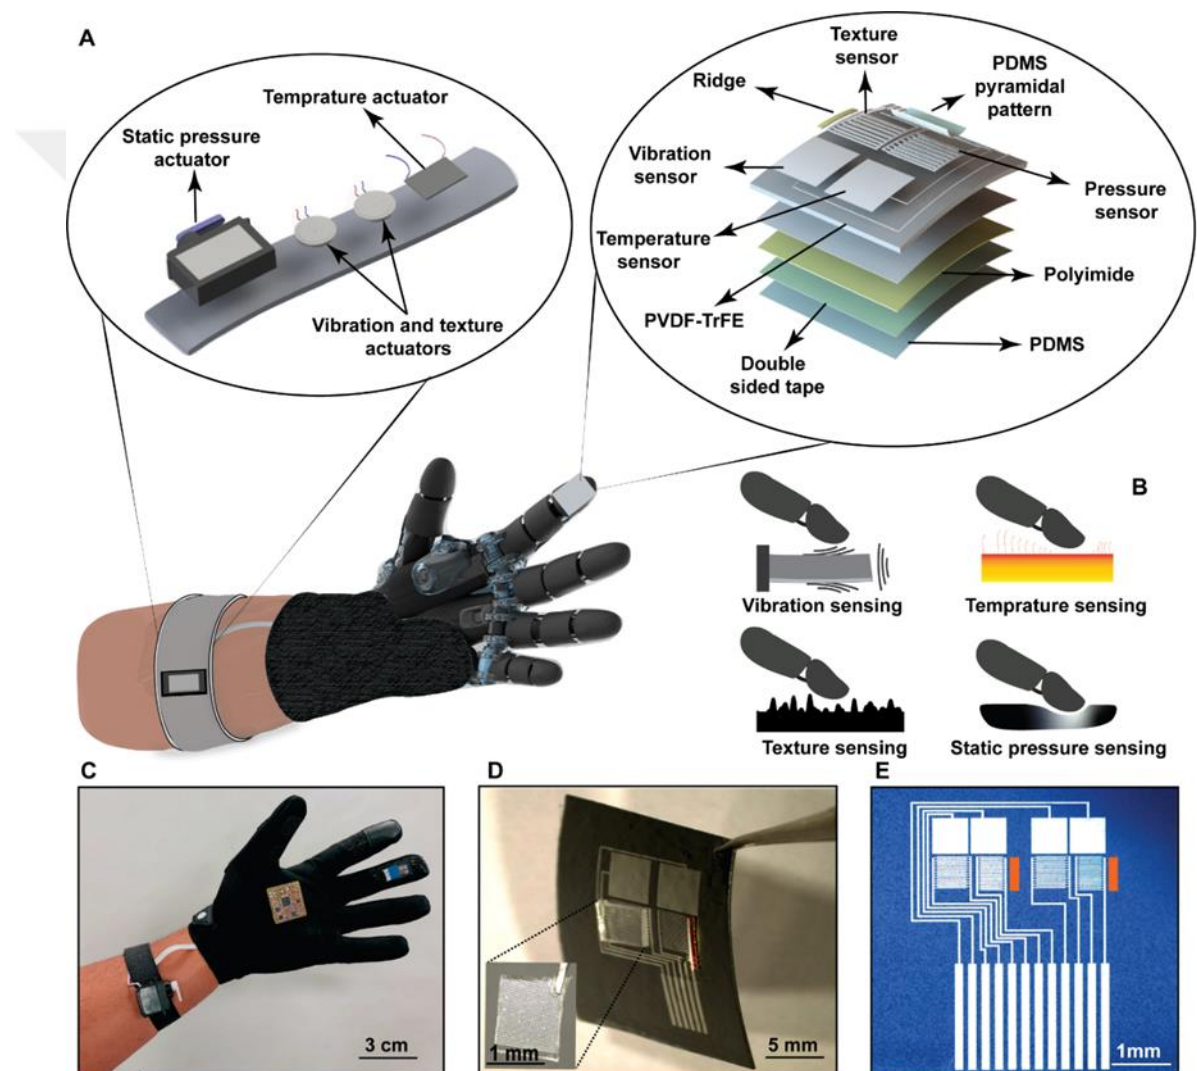 A
Temprature actuator
Static pressure
actuator
Vibration and texture
actuators
Texture
sensor
Ridge
PDMS
pyramidal
pattern
Vibration
sensor
Pressure
sensor
Temperature
sensor
Polyimide
PVDF-TrFE
Double
sided tape
PDMS
B
Vibration sensing
Temprature sensing
Texture sensing
Static pressure sensing
C
3 cm
D
1 mm
5 mm
E
1mm